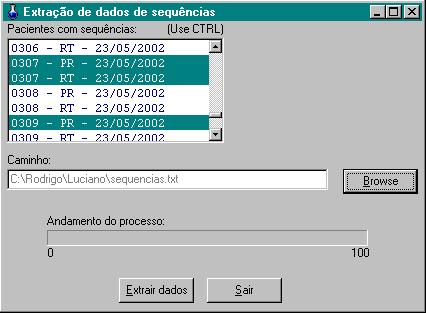 Extração de dados de sequências
Pacientes com sequências: (Use CTRL)
0306 - RT - 23/05/2002
0307 - PR - 23/05/2002
0307 - RT - 23/05/2002
0308 - PR - 23/05/2002
0308 - RT - 23/05/2002
0309 - PR - 23/05/2002
0309 - RT - 23/05/2002
Caminho:
C:\Rodrigo\Luciano\sequencias.txt
Browse
Andamento do processo:
0 100
Extrair dados Sair